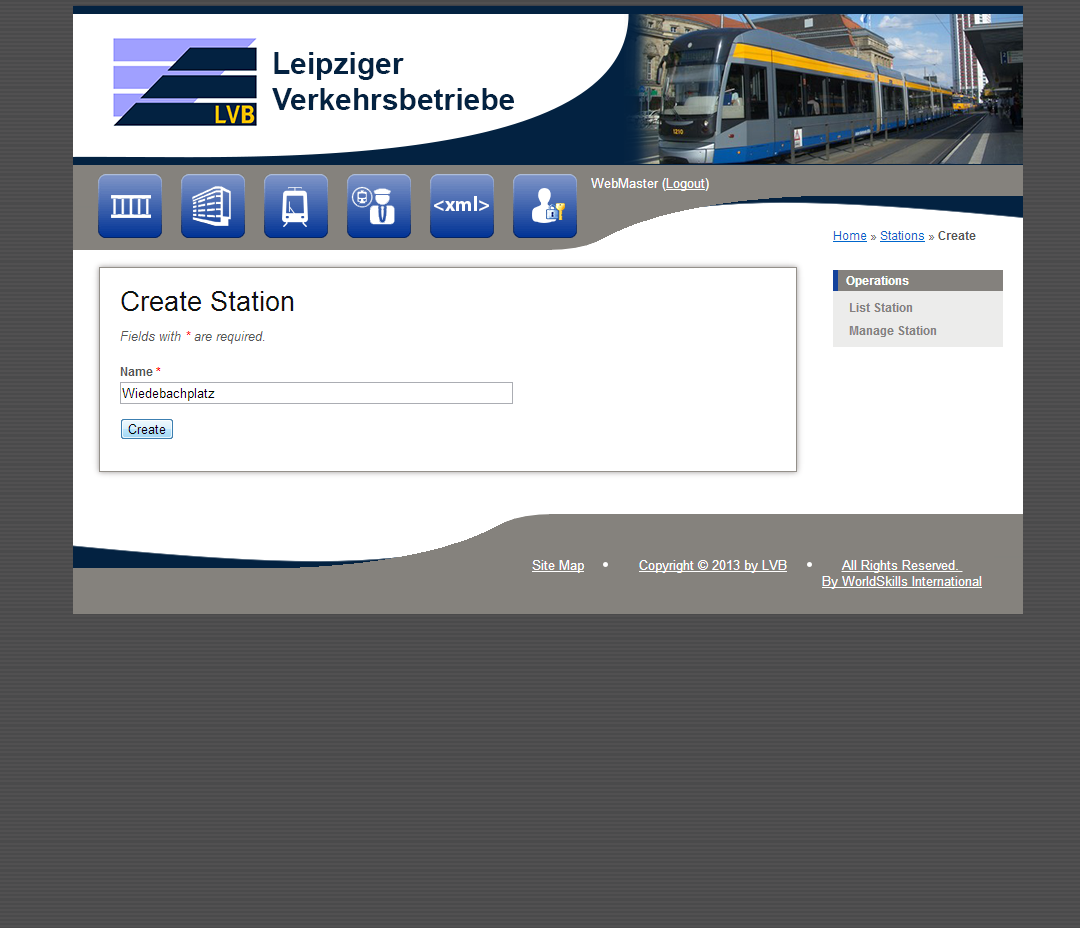 Leipziger
Verkehrsbetriebe
LVB
1210
<xml>
WebMaster (Logout)
Home » Stations » Create
Create Station
Fields with * are required.
Name *
Wiedebachplatz
Create
Operations
List Station
Manage Station
Site Map • Copyright © 2013 by LVB • All Rights Reserved.
By WorldSkills International